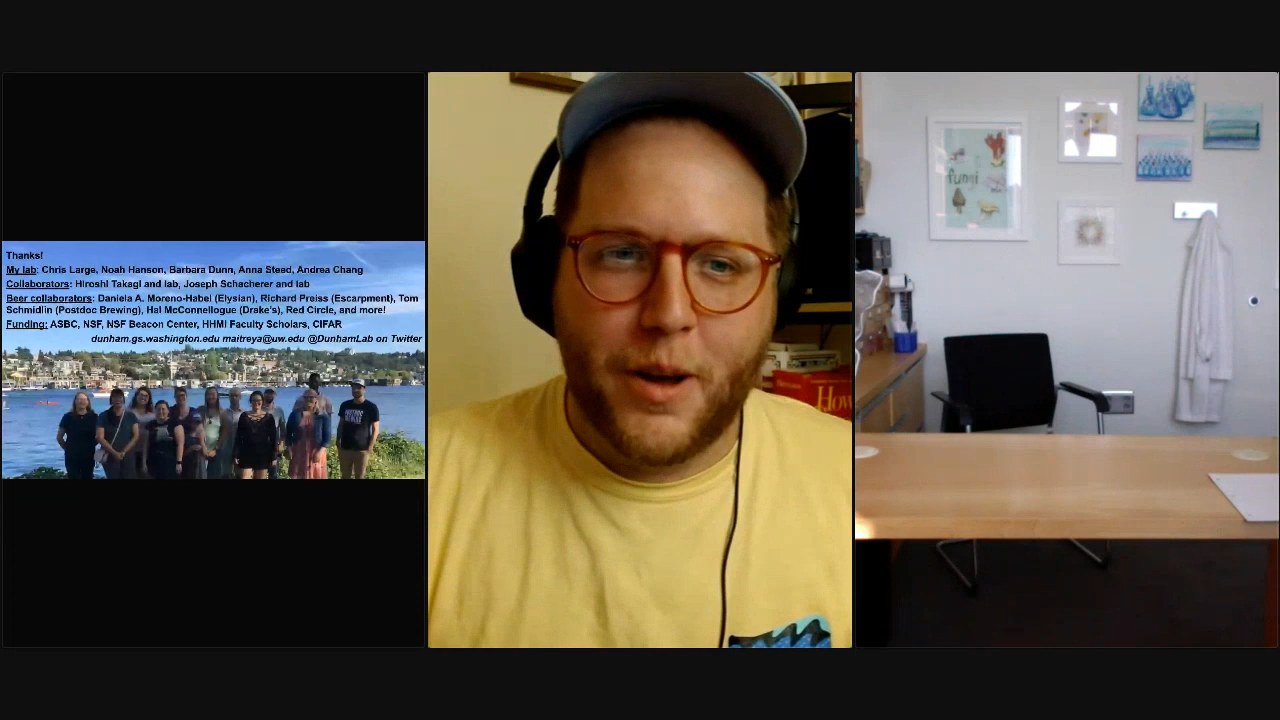 Thanks!
My lab: Chris Large, Noah Hanson, Barbara Dunn, Anna Steed, Andrea Chang
Collaborators: Hiroshi Takagi and lab, Joseph Schacherer and lab
Beer collaborators: Daniela A. Moreno-Habel (Elysian), Richard Preiss (Escarpment), Tom
Schmidlin (Postdoc Brewing), Hal McConnellogue (Drake's), Red Circle, and more!
Funding: ASBC, NSF, NSF Beacon Center, HHMI Faculty Scholars, CIFAR
dunham.gs.washington.edu maitreya@uw.edu @DunhamLab on Twitter
How
fungi